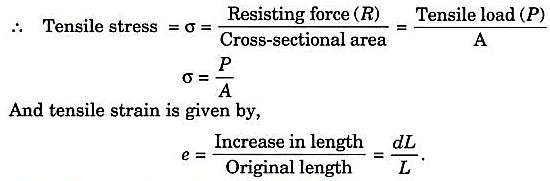 ∴ Tensile stress = σ = Resisting force (R) / Cross-sectional area = Tensile load (P) / A
σ = P / A
And tensile strain is given by,
e = Increase in length / Original length = dL / L.